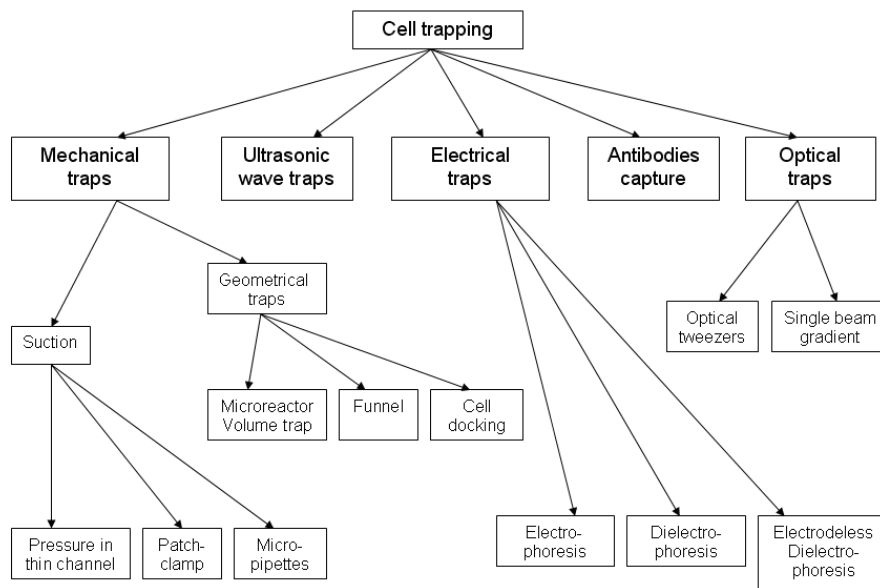 Cell trapping
Mechanical
traps
Ultrasonic
wave traps
Electrical
traps
Antibodies
capture
Optical
traps
Geometrical
traps
Suction
Optical
tweezers
Single beam
gradient
Microreactor
Volume trap
Funnel
Cell
docking
Pressure in
thin channel
Patch-
clamp
Micro-
pipettes
Electro-
phoresis
Dielectro-
phoresis
Electrodeless
Dielectro-
phoresis